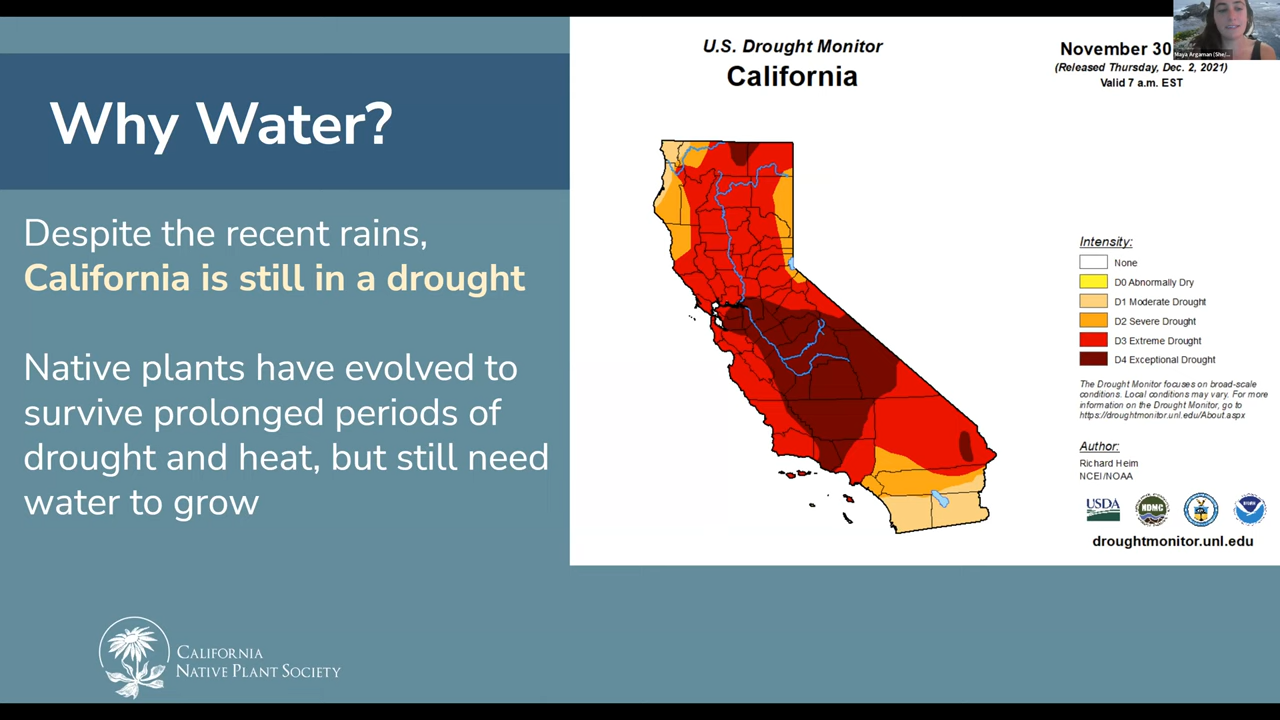 Why Water?
Despite the recent rains,
California is still in a drought
Native plants have evolved to
survive prolonged periods of
drought and heat, but still need
water to grow
CALIFORNIA
NATIVE PLANT SOCIETY
U.S. Drought Monitor
California
November 30
(Released Thursday, Dec. 2, 2021)
Valid 7 a.m. EST
Maya Argaman (She/...
Intensity:
None
D0 Abnormally Dry
D1 Moderate Drought
D2 Severe Drought
D3 Extreme Drought
D4 Exceptional Drought
The Drought Monitor focuses on broad-scale
conditions. Local conditions may vary. For more
information on the Drought Monitor, go to
https://droughtmonitor.unl.edu/About.aspx
Author:
Richard Heim
NCEI/NOAA
USDA
NDMC
droughtmonitor.unl.edu